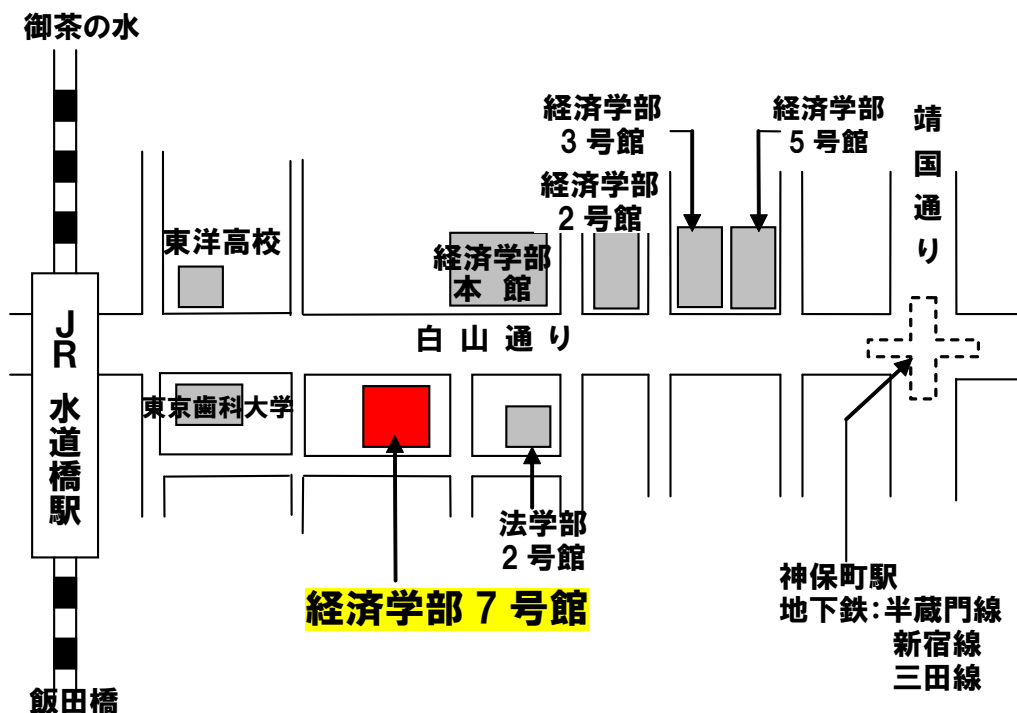 御茶の水
経済学部
3号館
経済学部
5号館
靖国通り
経済学部
2号館
東洋高校
経済学部
本 館
JR 水道橋駅
白山通り
東京歯科大学
法学部
2号館
経済学部7号館
神保町駅
地下鉄:半蔵門線
新宿線
三田線
飯田橋